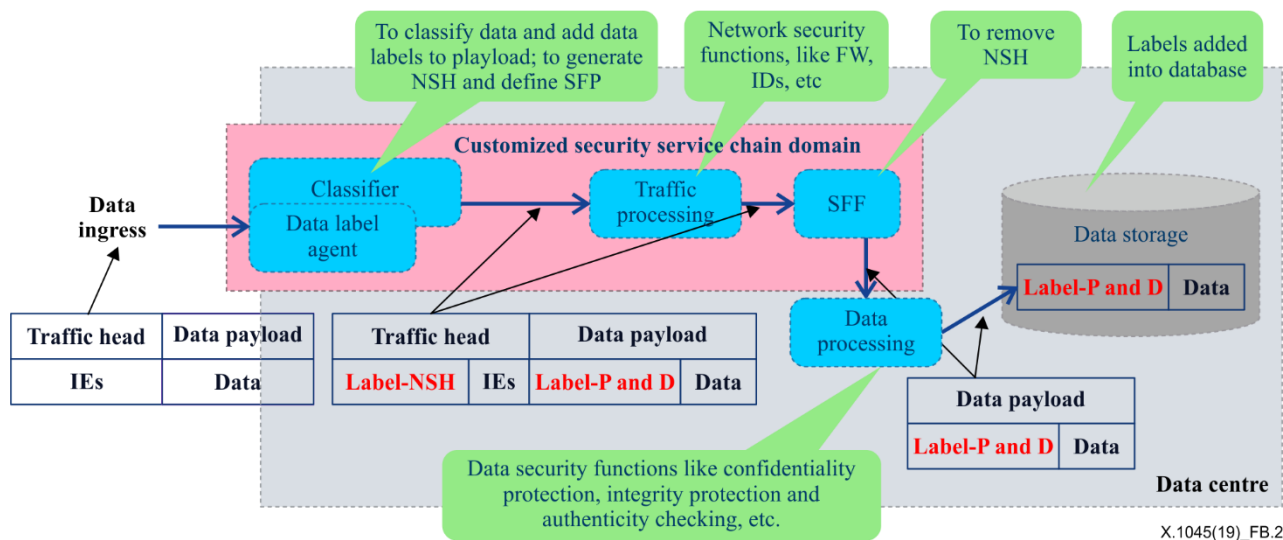 To classify data and add data
labels to playload; to generate
NSH and define SFP
Network security
functions, like FW,
IDs, etc
To remove
NSH
Labels added
into database
Customized security service chain domain
Classifier
Data label
agent
Traffic
processing
SFF
Data
ingress
Data storage
Label-P and D Data
Traffic head Data payload
IEs Data
Traffic head Data payload
Label-NSH IEs Label-P and D Data
Data
processing
Data payload
Label-P and D Data
Data security functions like confidentiality
protection, integrity protection and
authenticity checking, etc.
Data centre
X.1045(19)_FB.2